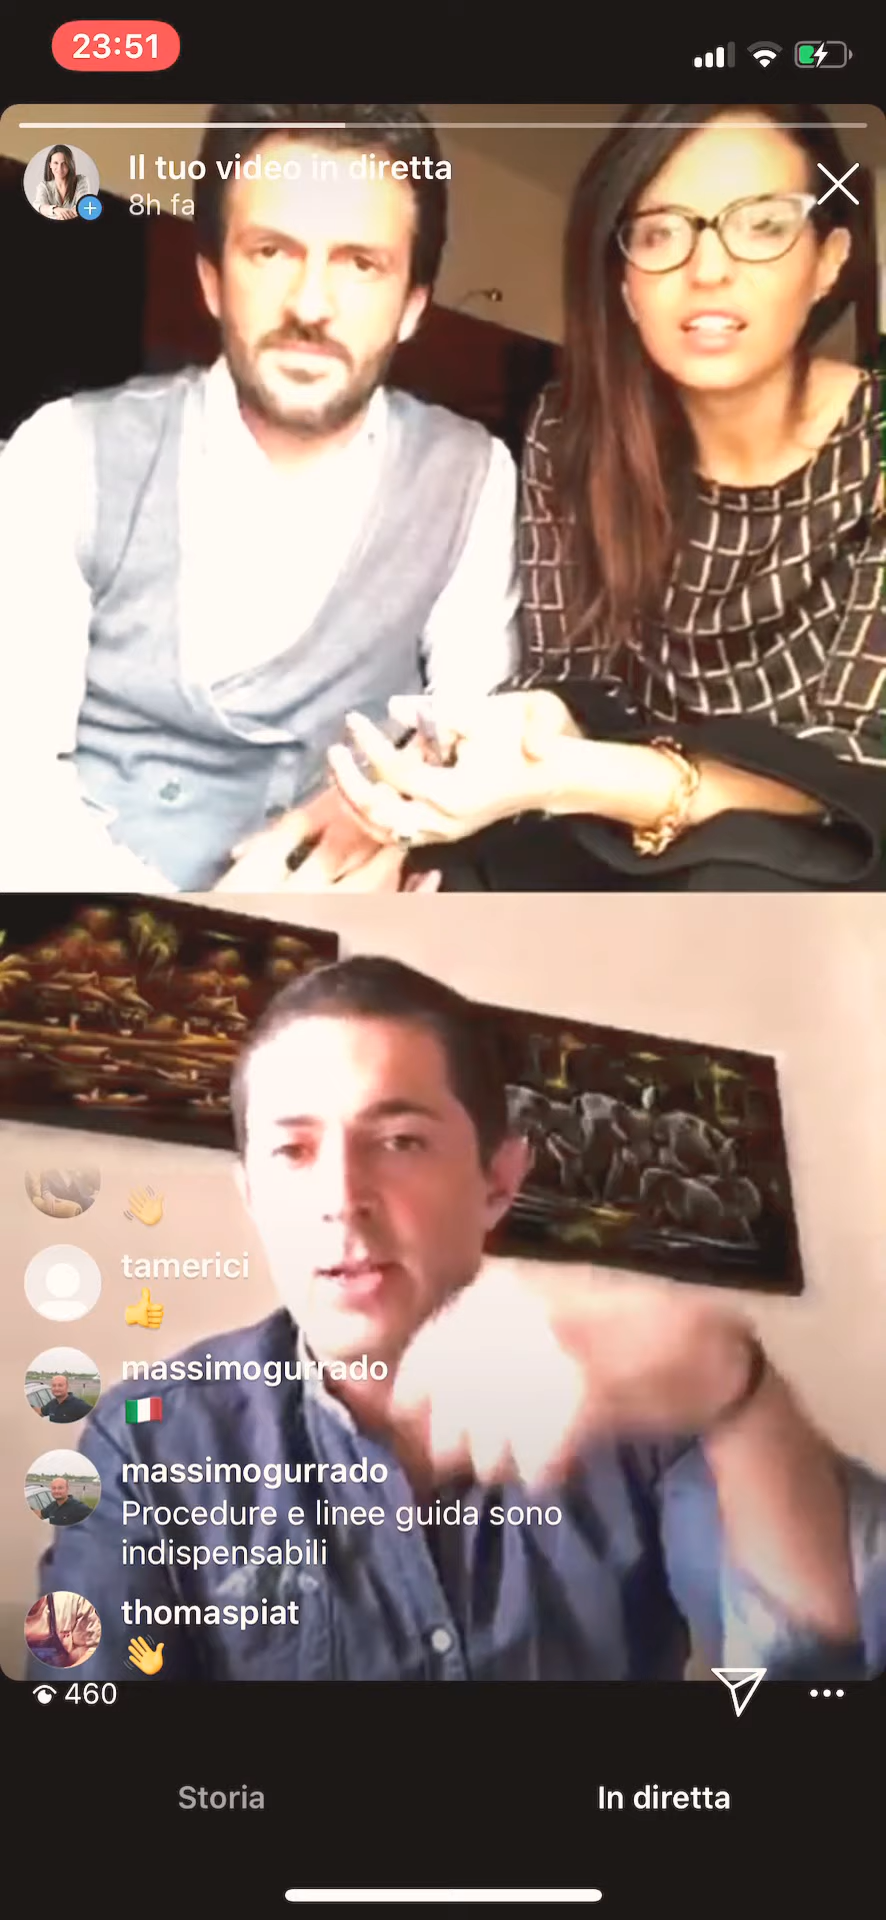 23:51
Il tuo video in diretta
8h fa
👋
tamerici
👍
massimogurrado
🇮🇹
massimogurrado
Procedure e linee guida sono
indispensabili
thomaspiat
👋
460
Storia
In diretta